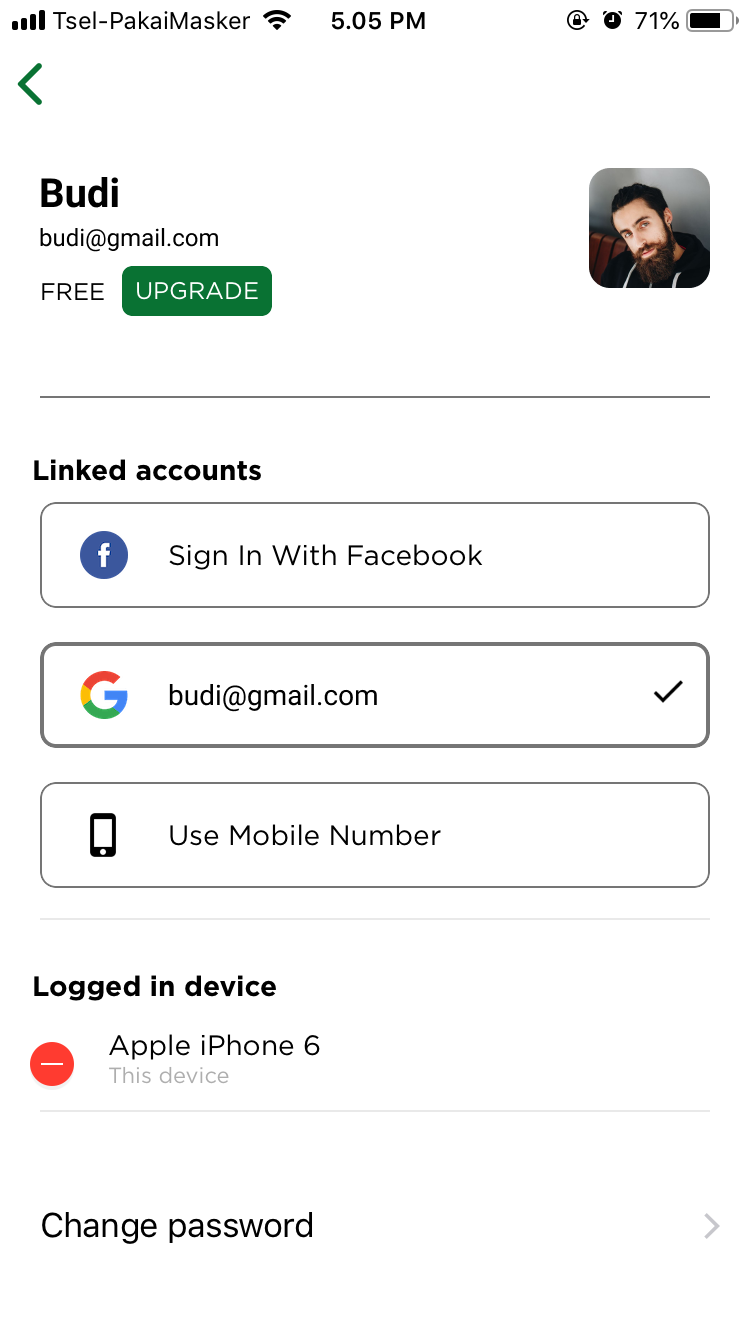 Tsel-PakaiMasker 5.05 PM 71%
Budi
budi@gmail.com
FREE UPGRADE
Linked accounts
f Sign In With Facebook
G budi@gmail.com
Use Mobile Number
Logged in device
Apple iPhone 6
This device
Change password